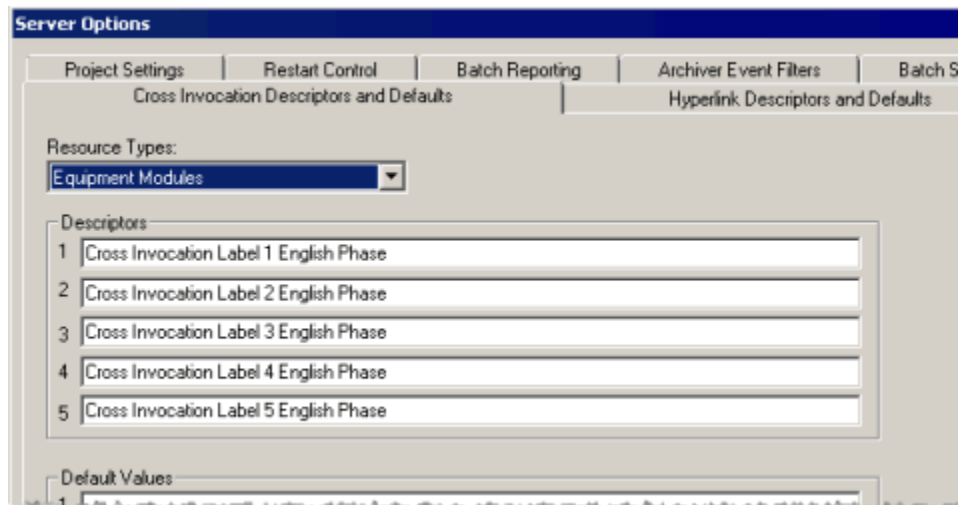 Server Options
Project Settings Restart Control Batch Reporting Archiver Event Filters Batch S
Cross Invocation Descriptors and Defaults Hyperlink Descriptors and Defaults
Resource Types:
Equipment Modules
Descriptors
1 Cross Invocation Label 1 English Phase
2 Cross Invocation Label 2 English Phase
3 Cross Invocation Label 3 English Phase
4 Cross Invocation Label 4 English Phase
5 Cross Invocation Label 5 English Phase
Default Values
1